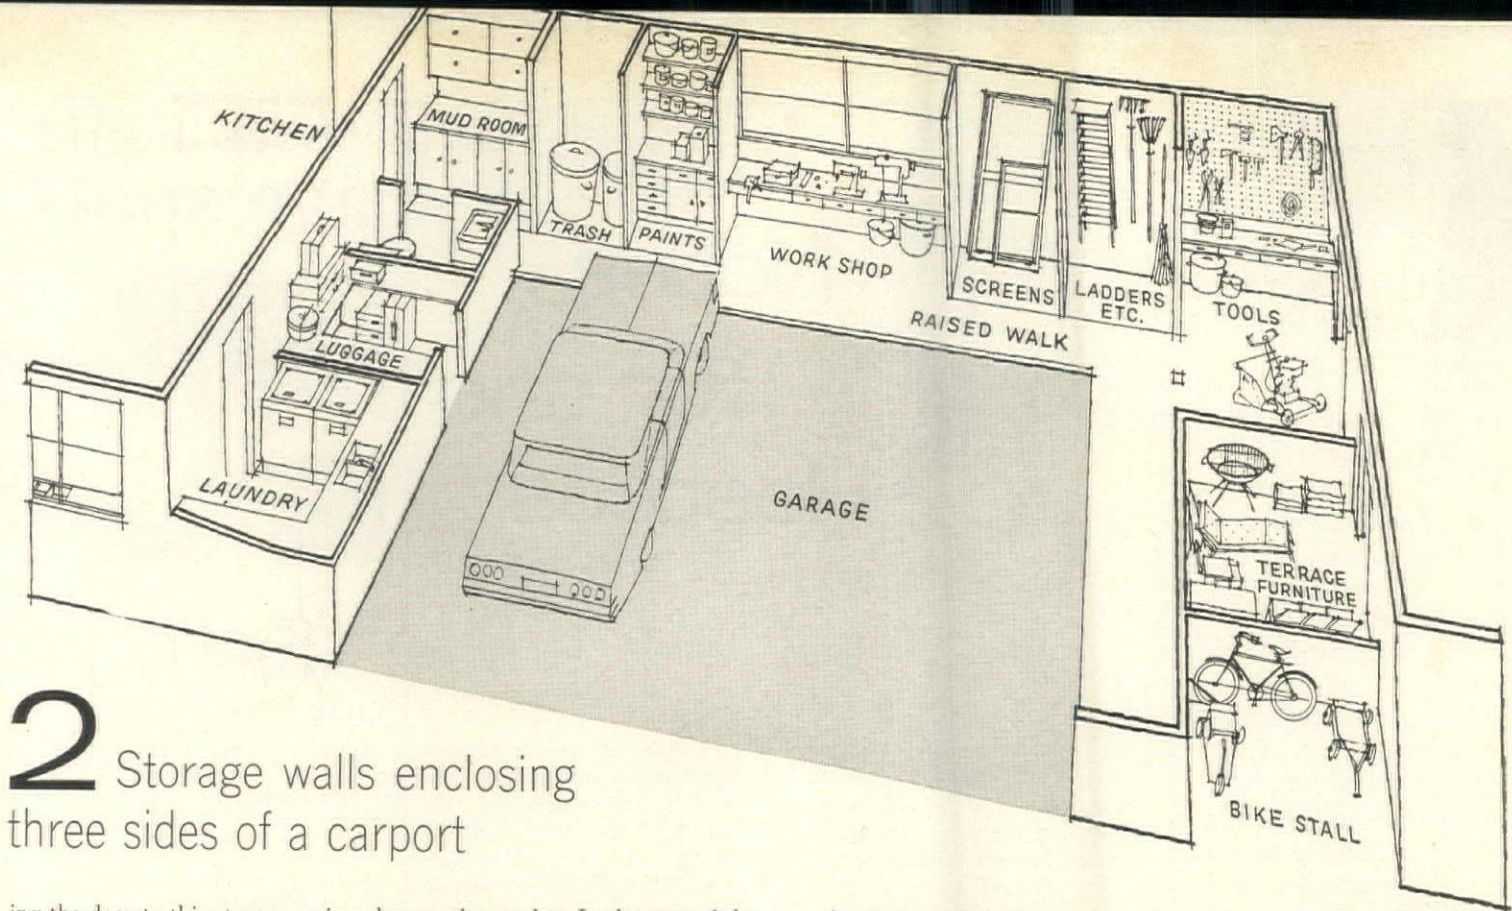 KITCHEN
MUD ROOM
TRASH
PAINTS
WORK SHOP
SCREENS
LADDERS
ETC.
TOOLS
RAISED WALK
LUGGAGE
LAUNDRY
GARAGE
TERRACE
FURNITURE
BIKE STALL
2 Storage walls enclosing
three sides of a carport